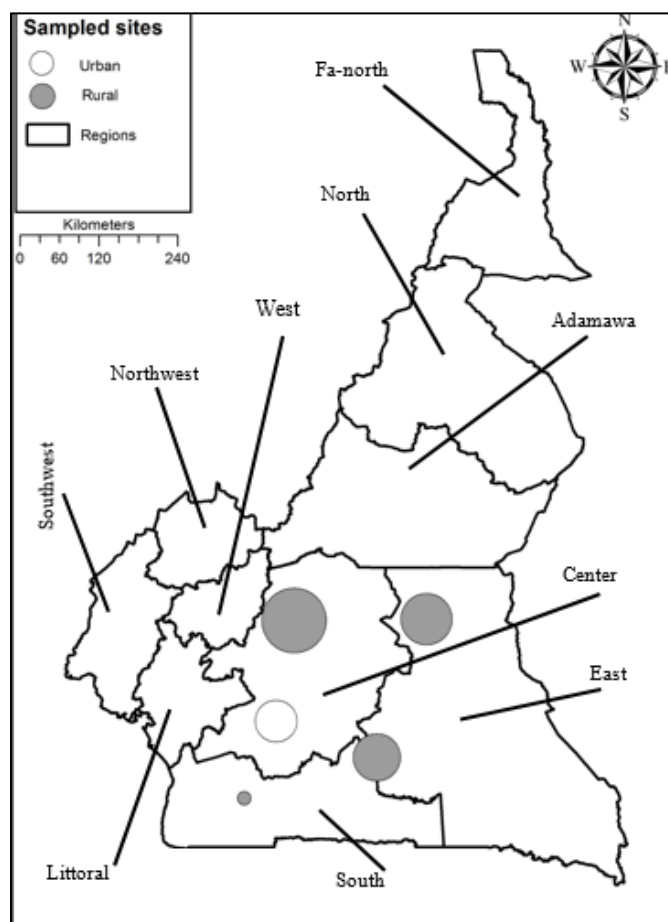 Sampled sites
Urban
Rural
Regions
Kilometers
0 60 120 240
N
W
E
S
Fa-north
North
West
Adamawa
Northwest
Southwest
Center
East
Littoral
South